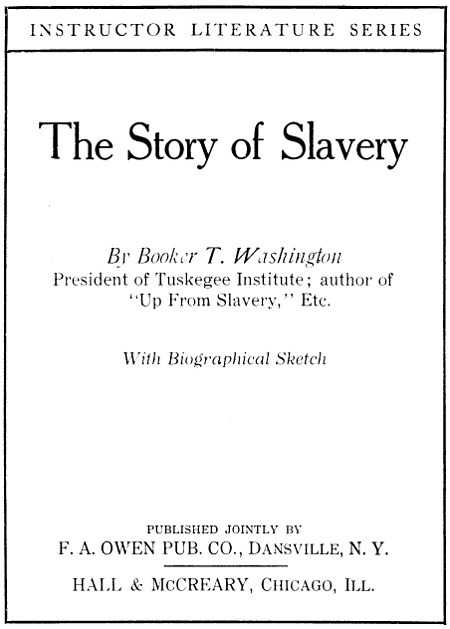 INSTRUCTOR LITERATURE SERIES
The Story of Slavery
By Booker T. Washington
President of Tuskegee Institute; author of
"Up From Slavery," Etc.
With Biographical Sketch
PUBLISHED JOINTLY BY
F. A. OWEN PUB. CO., DANSVILLE, N. Y.
HALL & MCCREARY, CHICAGO, ILL.